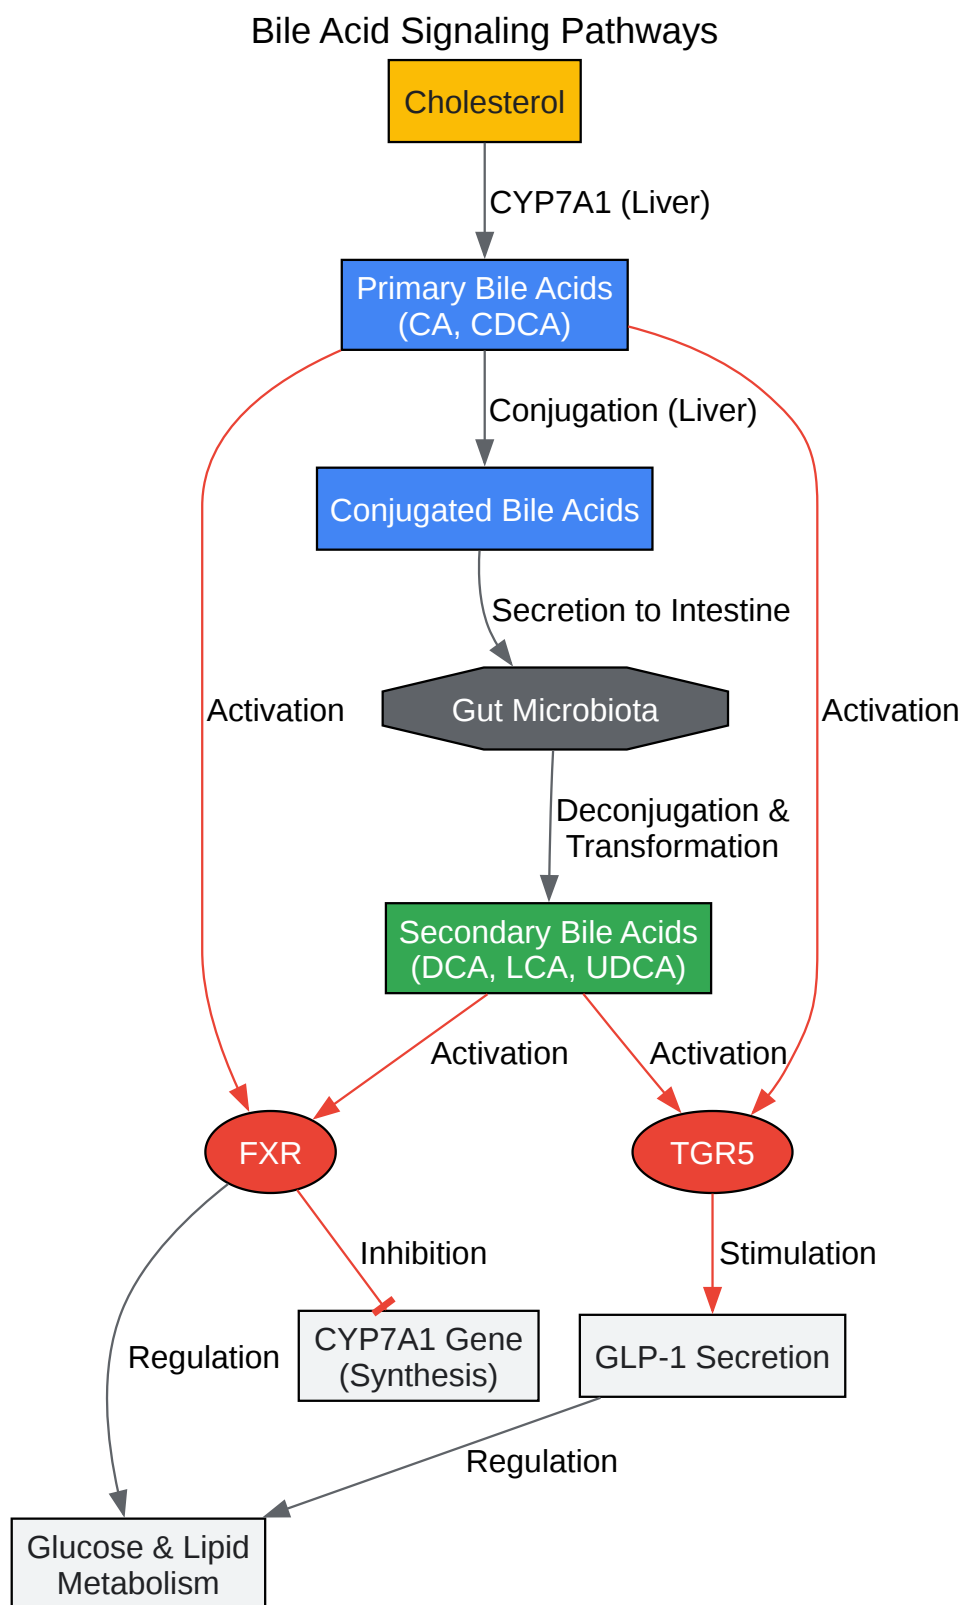 Bile Acid Signaling Pathways
Cholesterol
CYP7A1 (Liver)
Primary Bile Acids
(CA, CDCA)
Conjugation (Liver)
Conjugated Bile Acids
Secretion to Intestine
Activation
Gut Microbiota
Activation
Deconjugation &
Transformation
Secondary Bile Acids
(DCA, LCA, UDCA)
Activation
Activation
FXR
TGR5
Inhibition
Stimulation
Regulation
CYP7A1 Gene
(Synthesis)
GLP-1 Secretion
Regulation
Glucose & Lipid
Metabolism